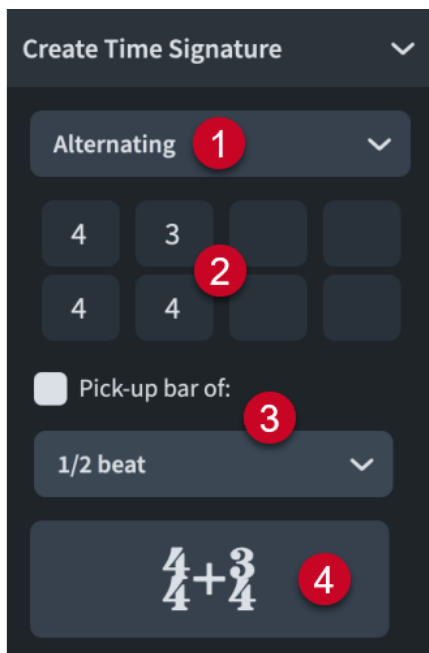 Create Time Signature
Alternating 1
4 3
2
4 4
Pick-up bar of:
3
1/2 beat
4/4+3/4 4